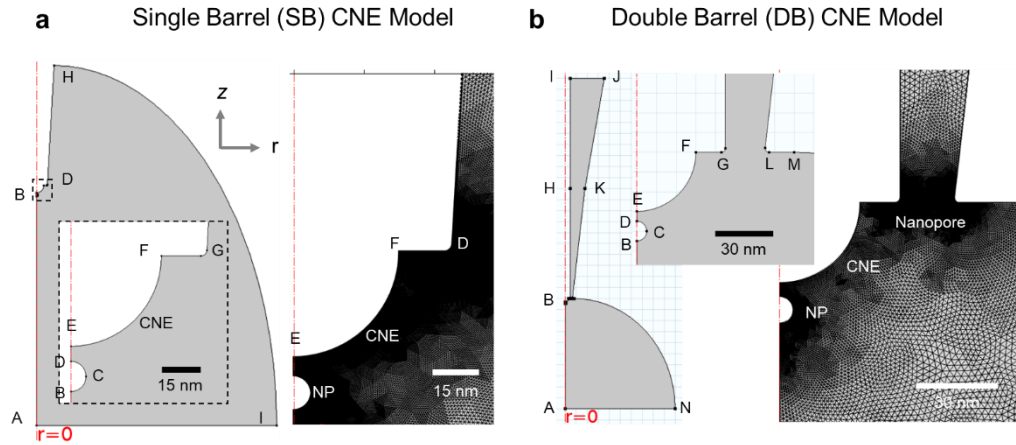 a Single Barrel (SB) CNE Model
b Double Barrel (DB) CNE Model
H
z
r
B
D
F
G
CNE
E
D
C
B
15 nm
A
I
r=0
F
D
E
CNE
NP
15 nm
I
J
H
K
B
A
N
r=0
F
G
L
M
E
D
C
B
30 nm
Nanopore
CNE
NP
30 nm